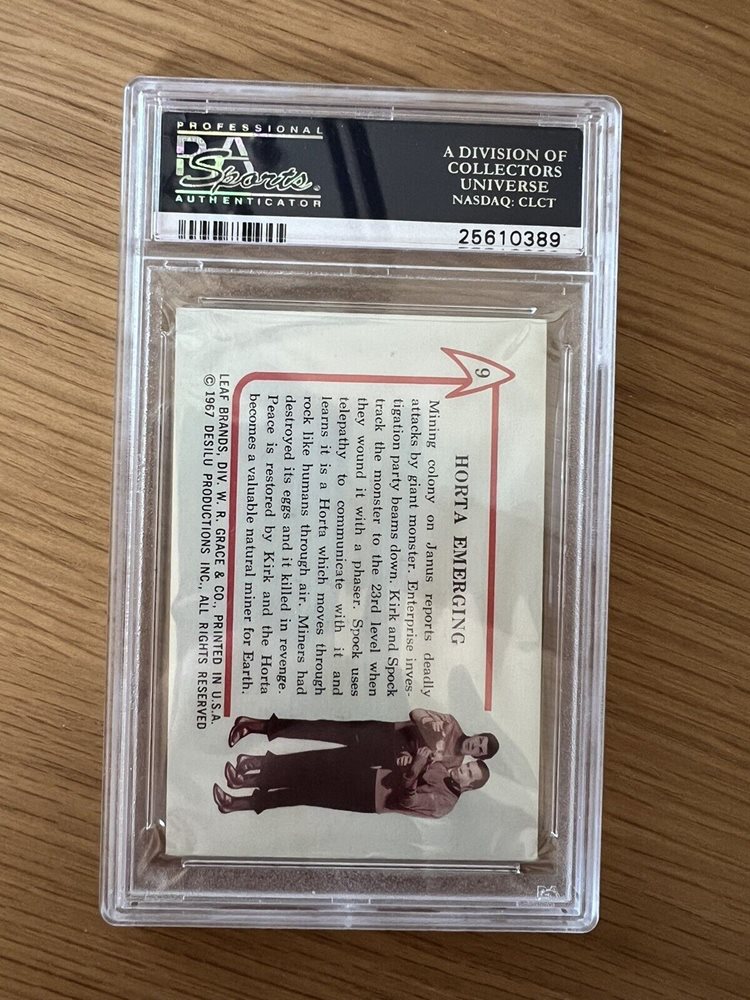 PROFESSIONAL
PSA
Sports
AUTHENTICATOR
A DIVISION OF
COLLECTORS
UNIVERSE
NASDAQ: CLCT
25610389
9
HORTA EMERGING
Mining colony on Janus reports deadly
attacks by giant monster. Enterprise inves-
tigation party beams down. Kirk and Spock
track the monster to the 23rd level when
they wound it with a phaser. Spock uses
telepathy to communicate with it and
learns it is a Horta which moves through
rock like humans through air. Miners had
destroyed its eggs and it killed in revenge.
Peace is restored by Kirk and the Horta
becomes a valuable natural miner for Earth.
LEAF BRANDS, DIV. W. R. GRACE & CO., PRINTED IN U.S.A.
© 1967 DESILU PRODUCTIONS INC., ALL RIGHTS RESERVED